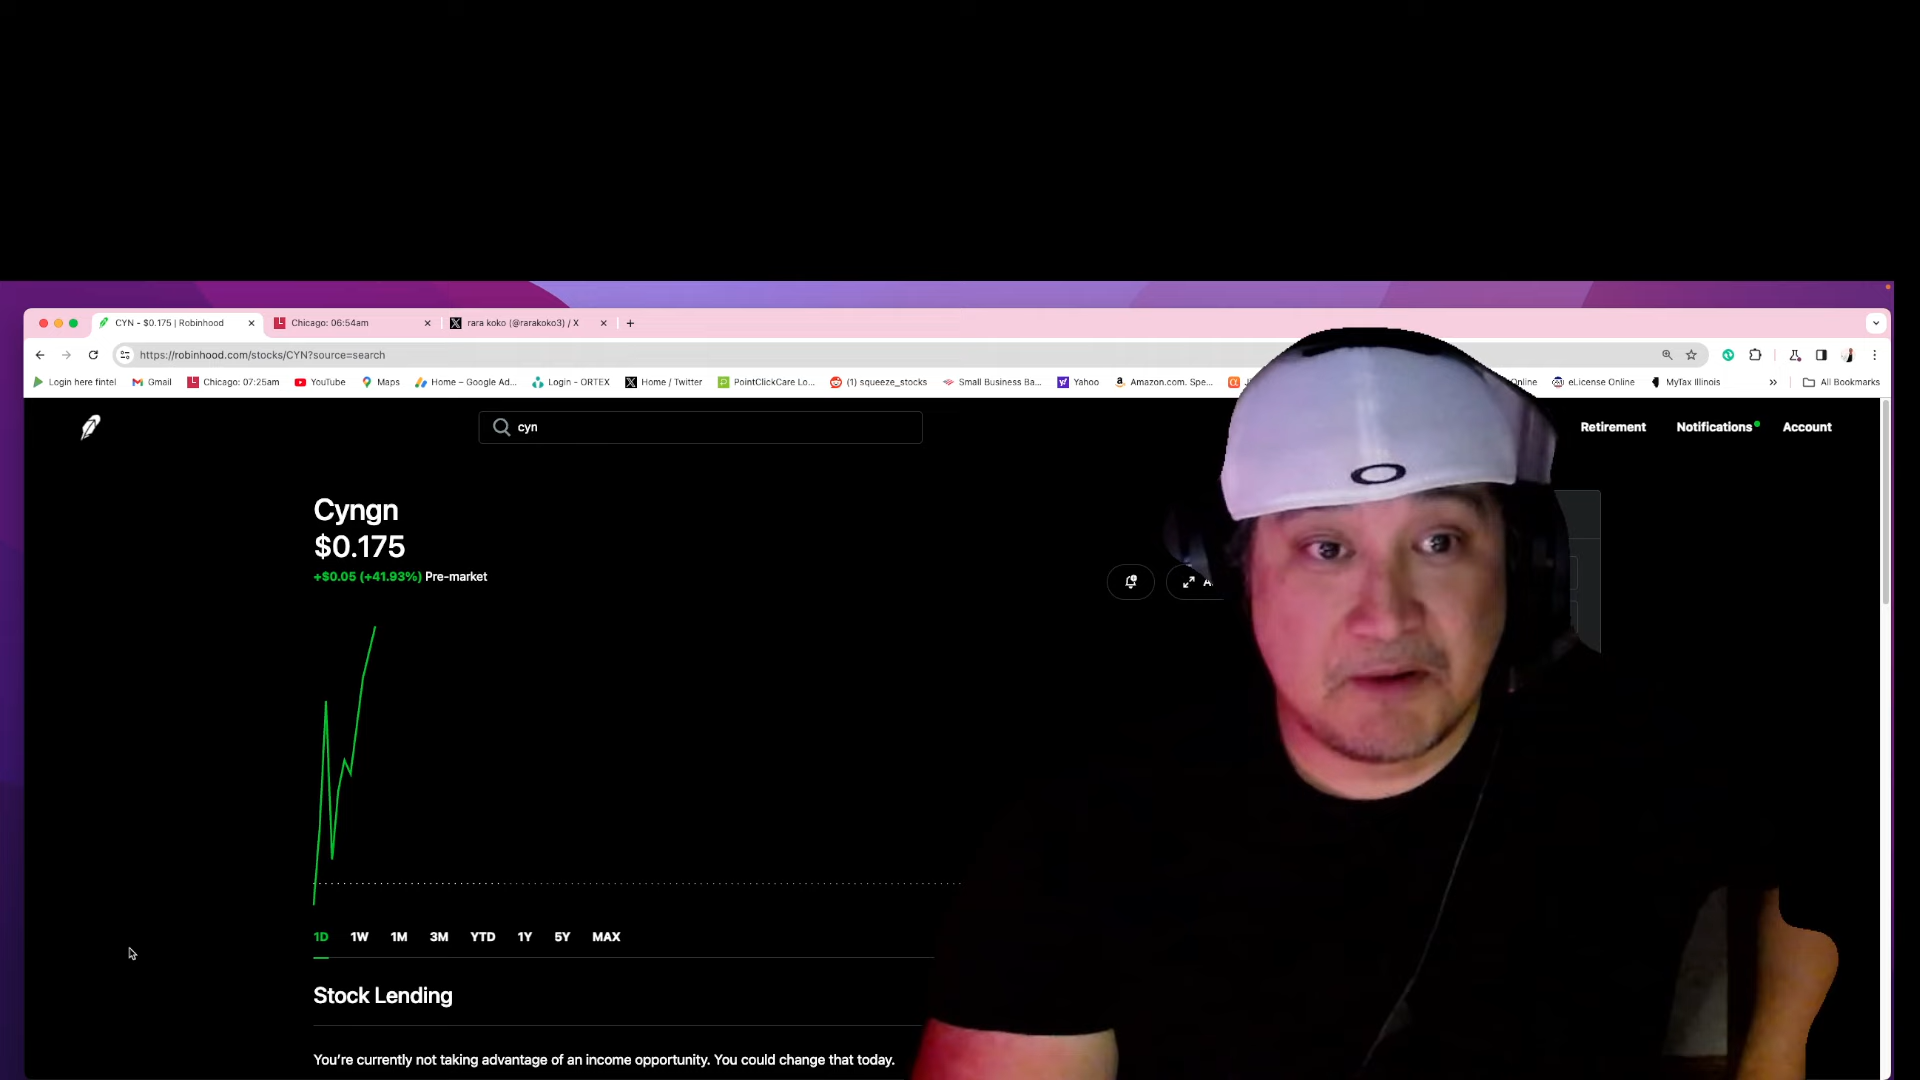 CYN - $0.175 | Robinhood
Chicago: 06:54am
rara koko (@rarakoko3) / X
https://robinhood.com/stocks/CYN?source=search
Login here fintel
Gmail
Chicago: 07:25am
YouTube
Maps
Home – Google Ad...
Login - ORTEX
Home / Twitter
PointClickCare Lo...
(1) squeeze_stocks
Small Business Ba...
Yahoo
Amazon.com. Spe...
Online
eLicense Online
MyTax Illinois
All Bookmarks
cyn
Retirement
Notifications
Account
Cyngn
$0.175
+$0.05 (+41.93%) Pre-market
1D 1W 1M 3M YTD 1Y 5Y MAX
Stock Lending
You're currently not taking advantage of an income opportunity. You could change that today.